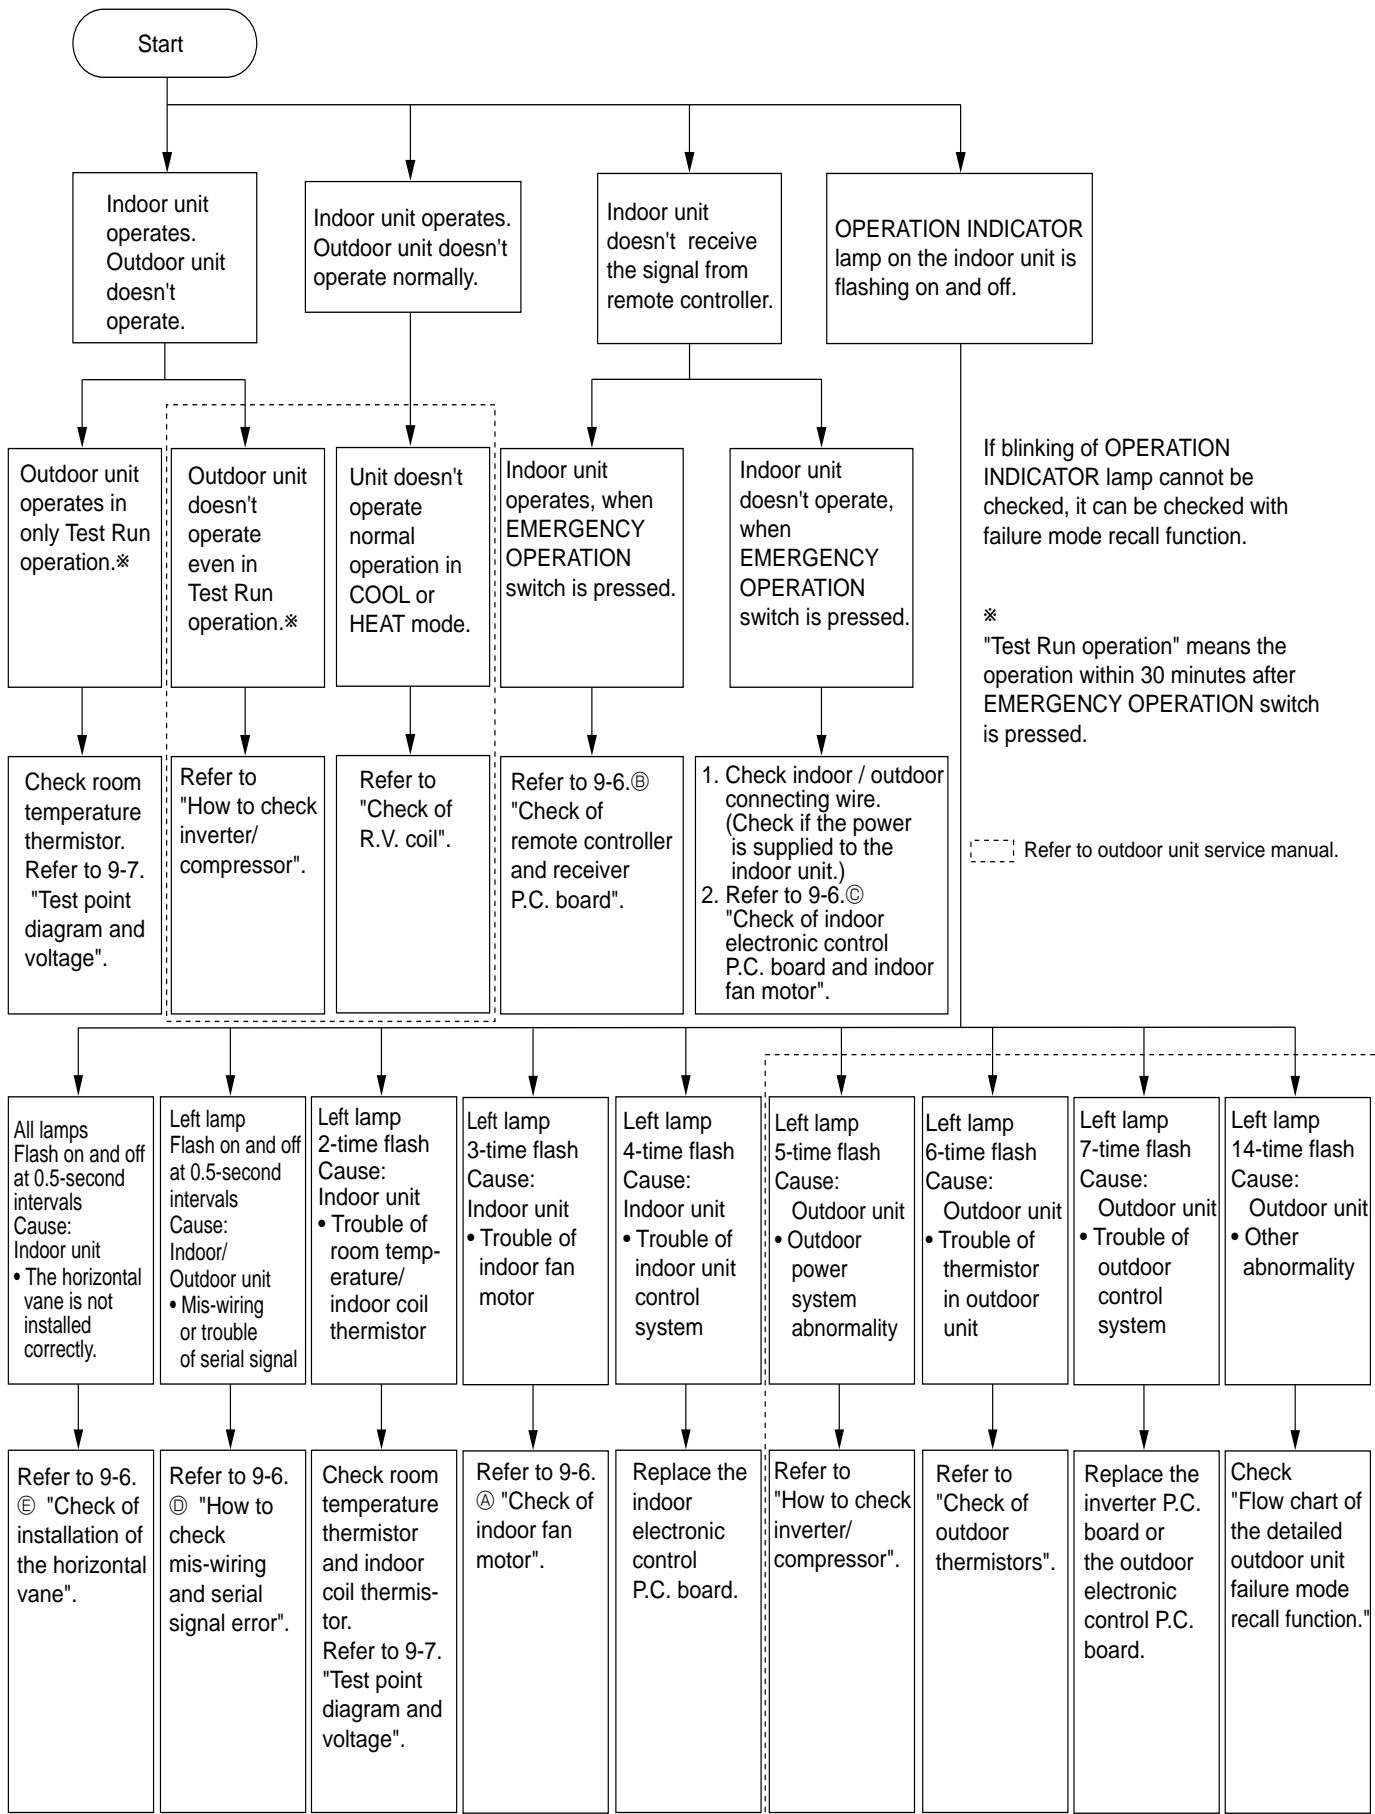 Start
Indoor unit
operates.
Outdoor unit
doesn't
operate.
Indoor unit operates.
Outdoor unit doesn't
operate normally.
Indoor unit
doesn't receive
the signal from
remote controller.
OPERATION INDICATOR
lamp on the indoor unit is
flashing on and off.
Outdoor unit
operates in
only Test Run
operation.※
Outdoor unit
doesn't
operate
even in
Test Run
operation.※
Unit doesn't
operate
normal
operation in
COOL or
HEAT mode.
Indoor unit
operates, when
EMERGENCY
OPERATION
switch is pressed.
Indoor unit
doesn't operate,
when
EMERGENCY
OPERATION
switch is pressed.
If blinking of OPERATION
INDICATOR lamp cannot be
checked, it can be checked with
failure mode recall function.
※
"Test Run operation" means the
operation within 30 minutes after
EMERGENCY OPERATION switch
is pressed.
Check room
temperature
thermistor.
Refer to 9-7.
"Test point
diagram and
voltage".
Refer to
"How to check
inverter/
compressor".
Refer to
"Check of
R.V. coil".
Refer to 9-6.Ⓑ
"Check of
remote controller
and receiver
P.C. board".
1. Check indoor / outdoor
connecting wire.
(Check if the power
is supplied to the
indoor unit.)
2. Refer to 9-6.Ⓒ
"Check of indoor
electronic control
P.C. board and indoor
fan motor".
Refer to outdoor unit service manual.
All lamps
Flash on and off
at 0.5-second
intervals
Cause:
Indoor unit
• The horizontal
vane is not
installed
correctly.
Left lamp
Flash on and off
at 0.5-second
intervals
Cause:
Indoor/
Outdoor unit
• Mis-wiring
or trouble
of serial signal
Left lamp
2-time flash
Cause:
Indoor unit
• Trouble of
room temp-
erature/
indoor coil
thermistor
Left lamp
3-time flash
Cause:
Indoor unit
• Trouble of
indoor fan
motor
Left lamp
4-time flash
Cause:
Indoor unit
• Trouble of
indoor unit
control
system
Left lamp
5-time flash
Cause:
Outdoor unit
• Outdoor
power
system
abnormality
Left lamp
6-time flash
Cause:
Outdoor unit
• Trouble of
thermistor
in outdoor
unit
Left lamp
7-time flash
Cause:
Outdoor unit
• Trouble of
outdoor
control
system
Left lamp
14-time flash
Cause:
Outdoor unit
• Other
abnormality
Refer to 9-6.
Ⓔ "Check of
installation of
the horizontal
vane".
Refer to 9-6.
Ⓓ "How to
check
mis-wiring
and serial
signal error".
Check room
temperature
thermistor
and indoor
coil thermis-
tor.
Refer to 9-7.
"Test point
diagram and
voltage".
Refer to 9-6.
Ⓐ "Check of
indoor fan
motor".
Replace the
indoor
electronic
control
P.C. board.
Refer to
"How to check
inverter/
compressor".
Refer to
"Check of
outdoor
thermistors".
Replace the
inverter P.C.
board or
the outdoor
electronic
control P.C.
board.
Check
"Flow chart of
the detailed
outdoor unit
failure mode
recall function."